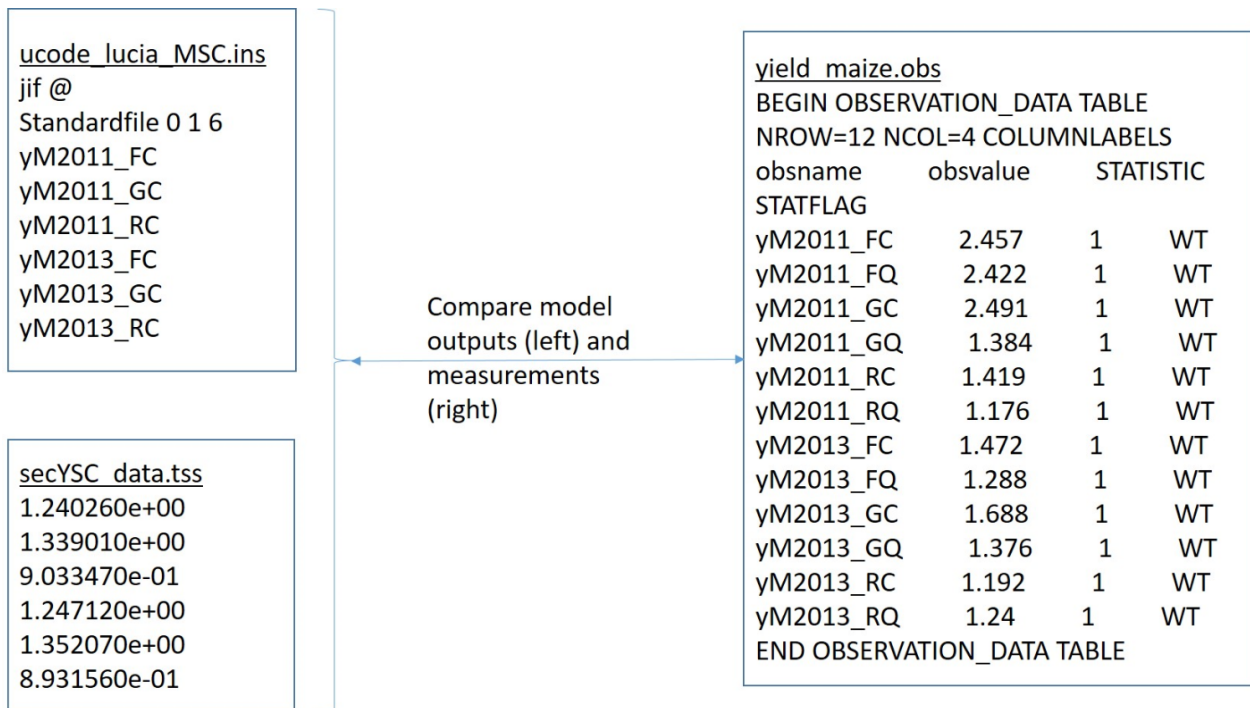 ucode_lucia_MSC.ins
jif @
Standardfile 0 1 6
yM2011_FC
yM2011_GC
yM2011_RC
yM2013_FC
yM2013_GC
yM2013_RC
secYSC_data.tss
1.240260e+00
1.339010e+00
9.033470e-01
1.247120e+00
1.352070e+00
8.931560e-01
Compare model
outputs (left) and
measurements
(right)
yield_maize.obs
BEGIN OBSERVATION_DATA TABLE
NROW=12 NCOL=4 COLUMNLABELS
obsname obsvalue STATISTIC
STATFLAG
yM2011_FC 2.457 1 WT
yM2011_FQ 2.422 1 WT
yM2011_GC 2.491 1 WT
yM2011_GQ 1.384 1 WT
yM2011_RC 1.419 1 WT
yM2011_RQ 1.176 1 WT
yM2013_FC 1.472 1 WT
yM2013_FQ 1.288 1 WT
yM2013_GC 1.688 1 WT
yM2013_GQ 1.376 1 WT
yM2013_RC 1.192 1 WT
yM2013_RQ 1.24 1 WT
END OBSERVATION_DATA TABLE